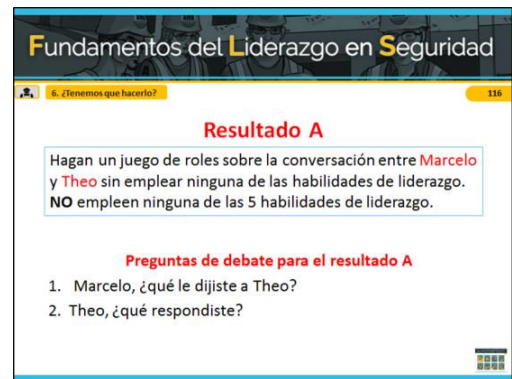 Fundamentos del Liderazgo en Seguridad
6. ¿Tenemos que hacerlo?
116
Resultado A
Hagan un juego de roles sobre la conversación entre Marcelo
y Theo sin emplear ninguna de las habilidades de liderazgo.
NO empleen ninguna de las 5 habilidades de liderazgo.
Preguntas de debate para el resultado A
1. Marcelo, ¿qué le dijiste a Theo?
2. Theo, ¿qué respondiste?